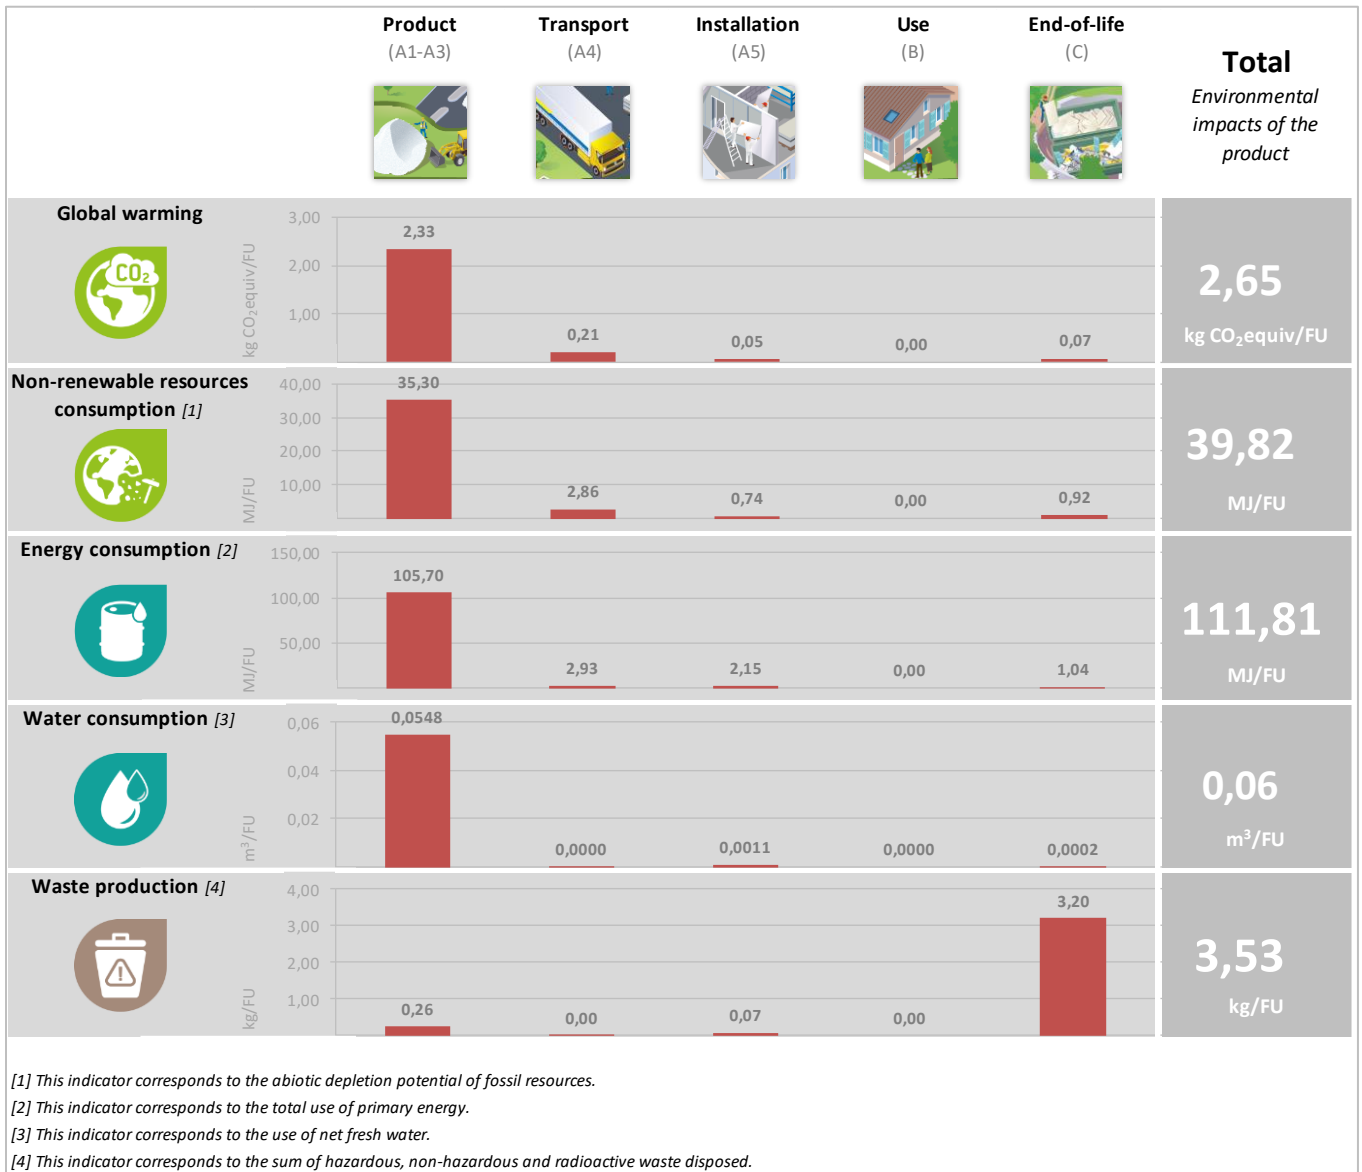 Product
(A1-A3)
Transport
(A4)
Installation
(A5)
Use
(B)
End-of-life
(C)
Total
Environmental
impacts of the
product
Global warming
CO₂
kg CO₂equiv/FU
3,00
2,00
1,00
2,33
0,21
0,05
0,00
0,07
2,65
kg CO₂equiv/FU
Non-renewable resources
consumption [1]
MJ/FU
40,00
30,00
20,00
10,00
35,30
2,86
0,74
0,00
0,92
39,82
MJ/FU
Energy consumption [2]
MJ/FU
150,00
100,00
50,00
105,70
2,93
2,15
0,00
1,04
111,81
MJ/FU
Water consumption [3]
m³/FU
0,06
0,04
0,02
0,0548
0,0000
0,0011
0,0000
0,0002
0,06
m³/FU
Waste production [4]
kg/FU
4,00
3,00
2,00
1,00
0,26
0,00
0,07
0,00
3,20
3,53
kg/FU
[1] This indicator corresponds to the abiotic depletion potential of fossil resources.
[2] This indicator corresponds to the total use of primary energy.
[3] This indicator corresponds to the use of net fresh water.
[4] This indicator corresponds to the sum of hazardous, non-hazardous and radioactive waste disposed.